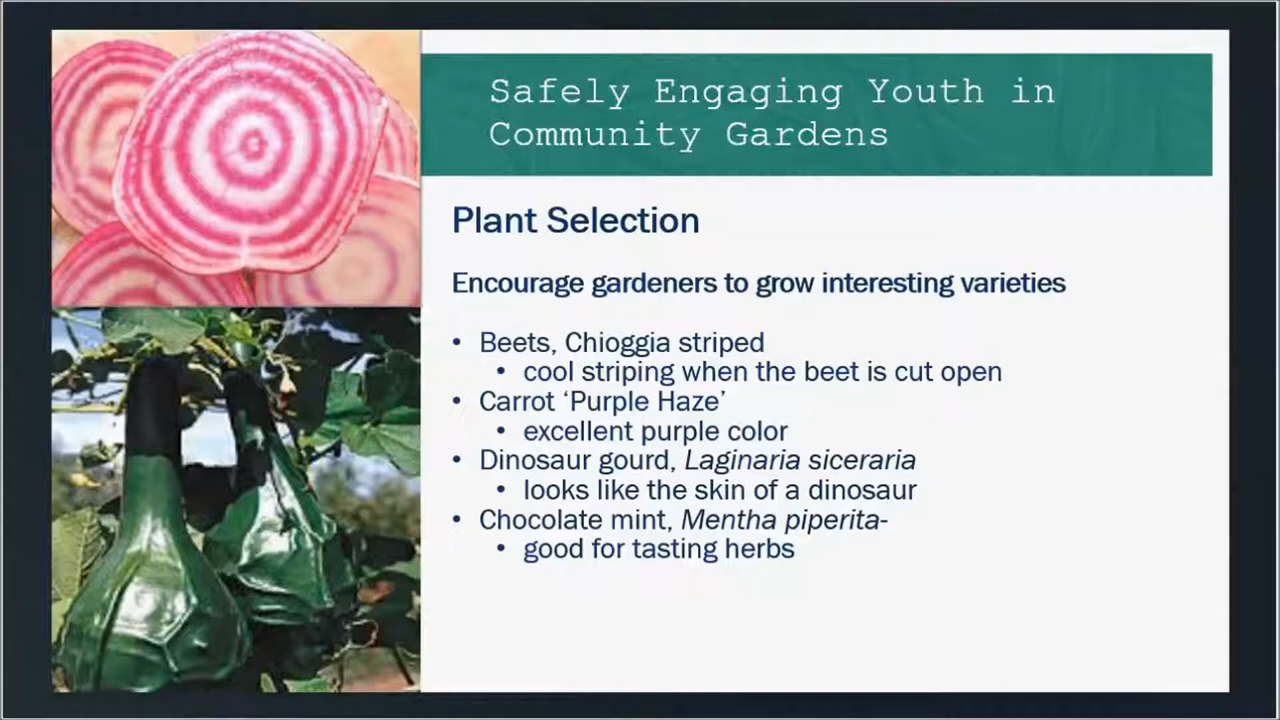 Safely Engaging Youth in
Community Gardens
Plant Selection
Encourage gardeners to grow interesting varieties
• Beets, Chioggia striped
• cool striping when the beet is cut open
• Carrot ‘Purple Haze’
• excellent purple color
• Dinosaur gourd, Laginaria siceraria
• looks like the skin of a dinosaur
• Chocolate mint, Mentha piperita-
• good for tasting herbs